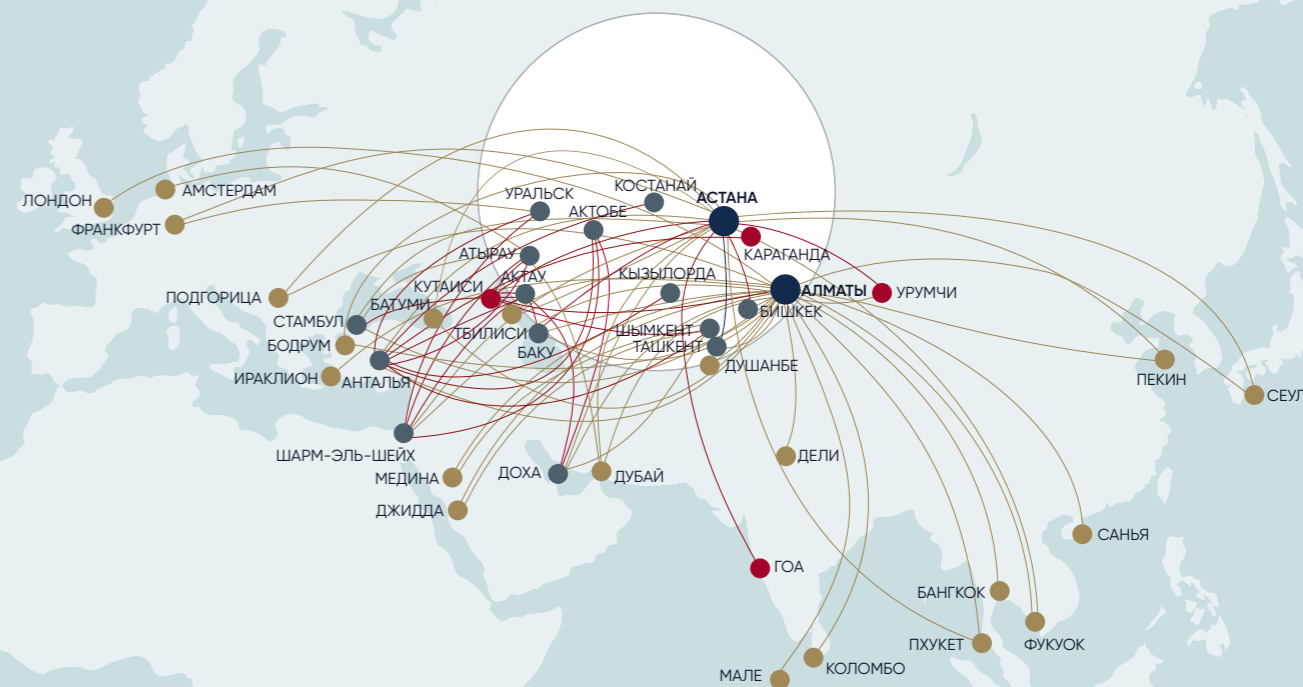 КОСТАНАЙ
АСТАНА
УРАЛЬСК
АКТОБЕ
ЛОНДОН
АМСТЕРДАМ
ФРАНКФУРТ
АТЫРАУ
КАРАГАНДА
КУТАИСИ
АКТАУ
КЫЗЫЛОРДА
АЛМАТЫ
УРУМЧИ
ПОДГОРИЦА
БАТУМИ
БИШКЕК
СТАМБУЛ
ТБИЛИСИ
ШЫМКЕНТ
БОДРУМ
БАКУ
ТАШКЕНТ
ДУШАНБЕ
ИРАКЛИОН
АНТАЛЬЯ
ПЕКИН
СЕУЛ
ШАРМ-ЭЛЬ-ШЕЙХ
ДЕЛИ
МЕДИНА
ДОХА
ДУБАЙ
ДЖИДДА
САНЬЯ
ГОА
БАНГКОК
ПХУКЕТ
ФУКУОК
КОЛОМБО
МАЛЕ